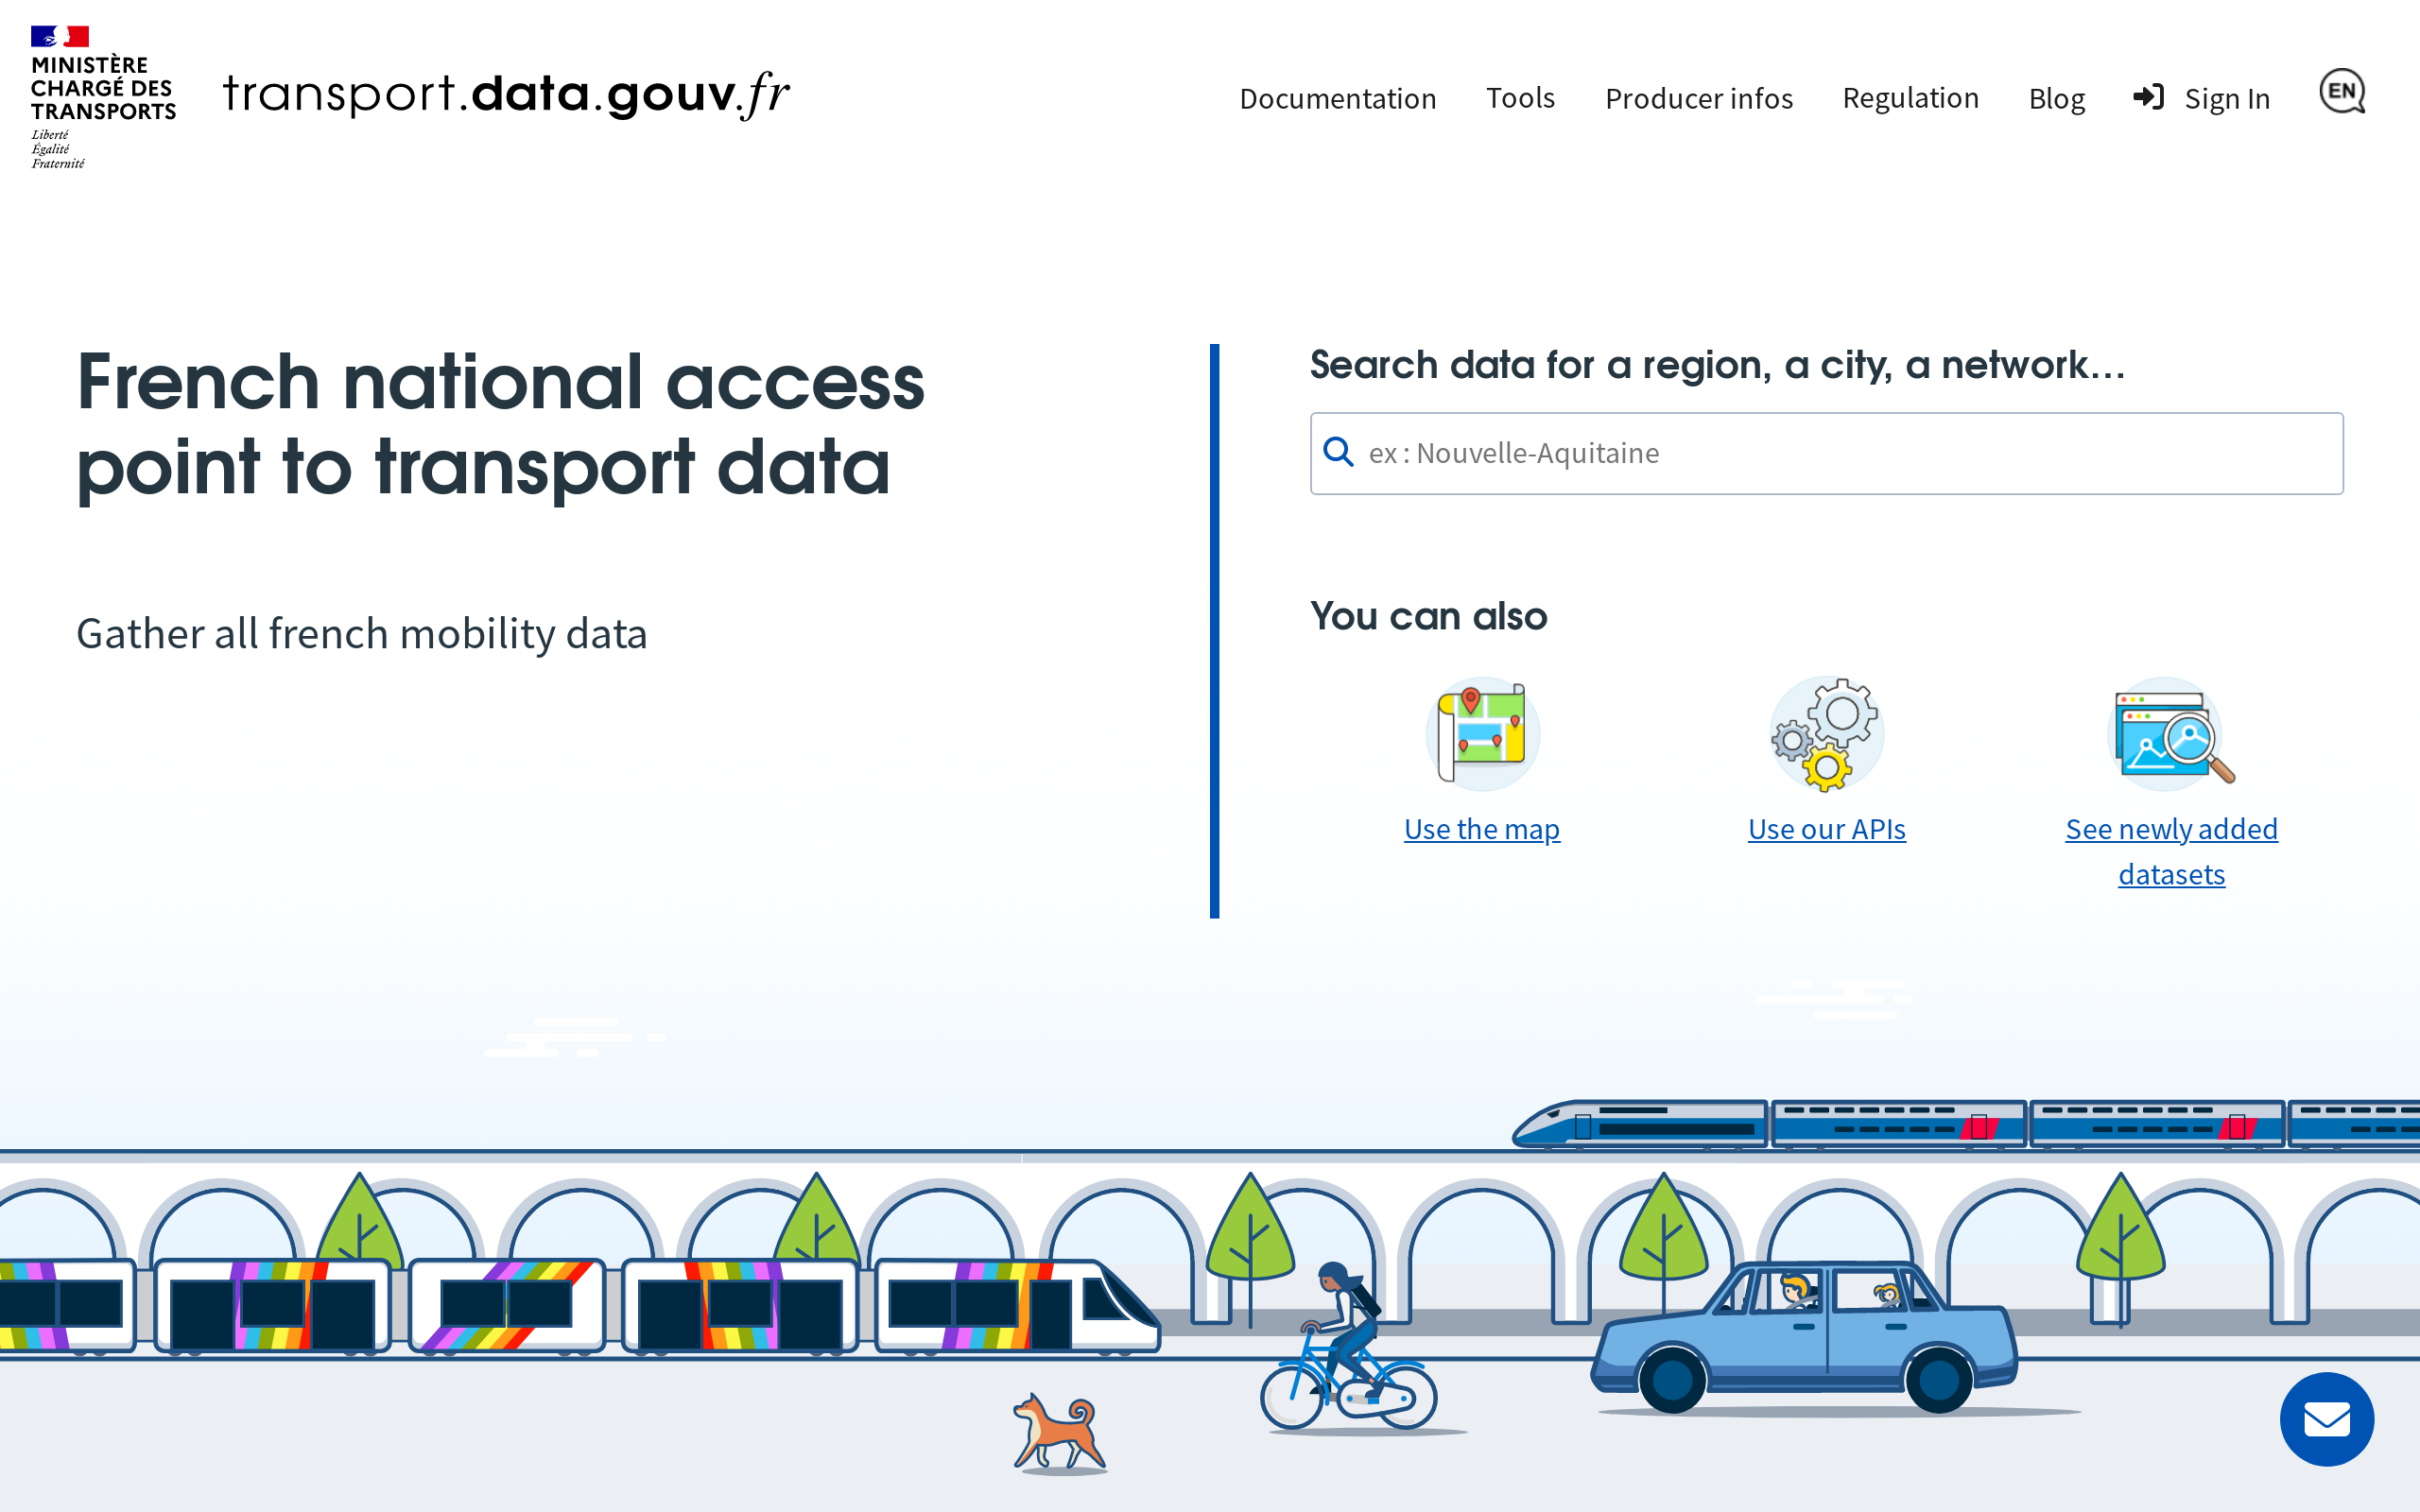 MINISTÈRE
CHARGÉ DES
TRANSPORTS
Liberté
Égalité
Fraternité
transport.data.gouv.fr
Documentation
Tools
Producer infos
Regulation
Blog
Sign In
EN
French national access
point to transport data
Gather all french mobility data
Search data for a region, a city, a network…
ex : Nouvelle-Aquitaine
You can also
Use the map
Use our APIs
See newly added
datasets